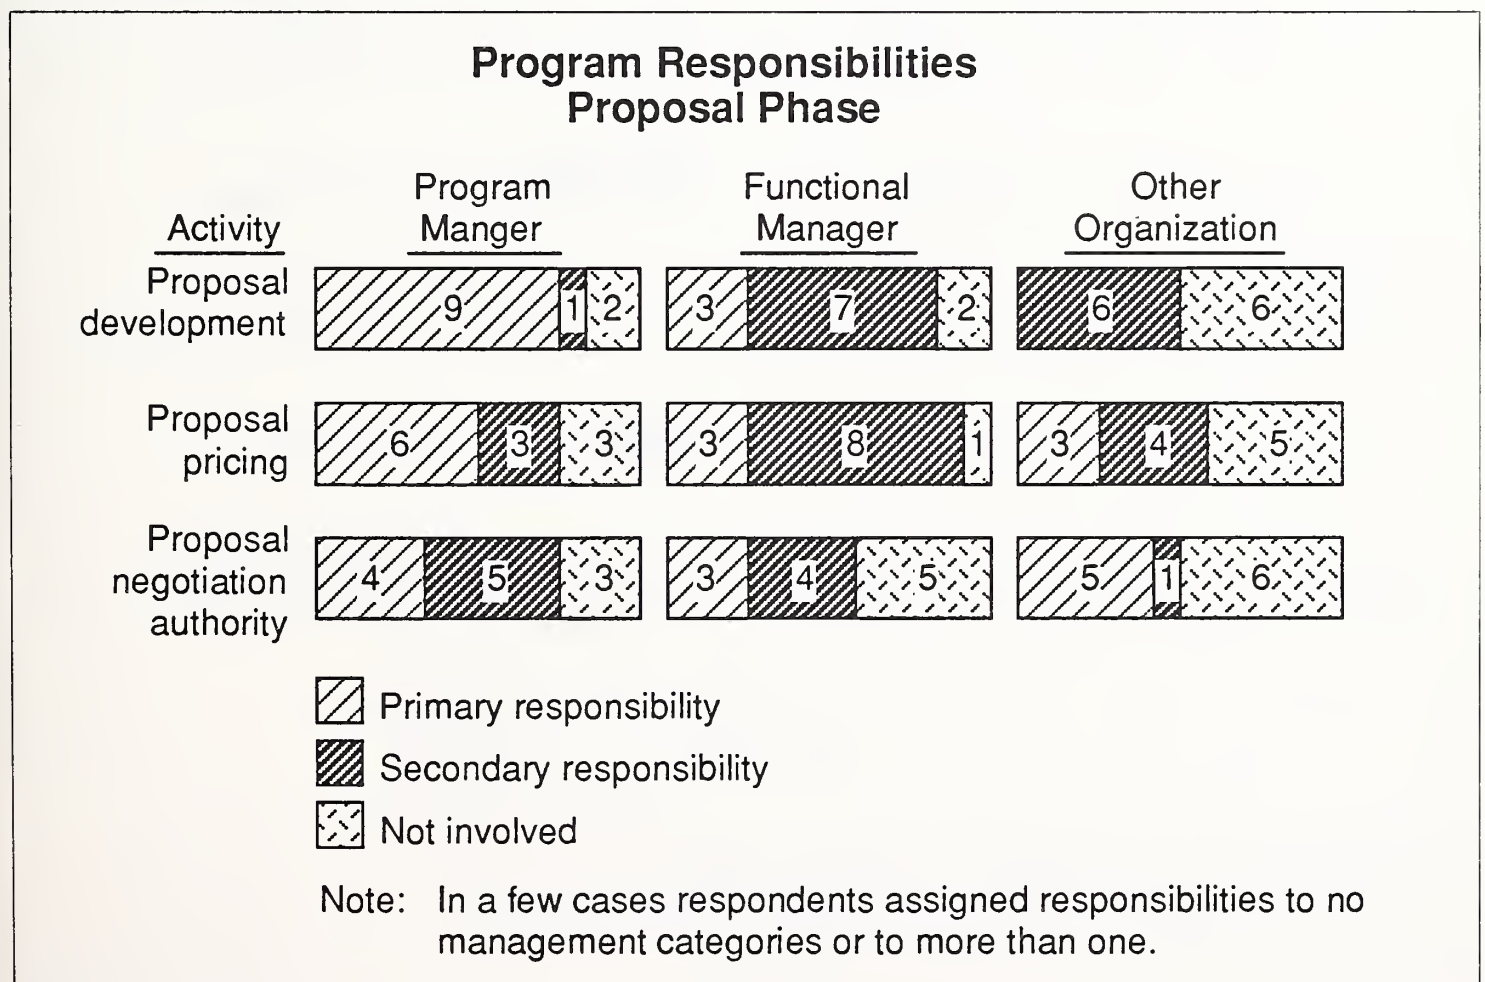 Program Responsibilities
Proposal Phase
Activity
Program
Manger
Functional
Manager
Other
Organization
Proposal
development
9 1 2 3 7 2 6 6
Proposal
pricing
6 3 3 3 8 1 3 4 5
Proposal
negotiation
authority
4 5 3 3 4 5 5 1 6
Primary responsibility
Secondary responsibility
Not involved
Note: In a few cases respondents assigned responsibilities to no
management categories or to more than one.